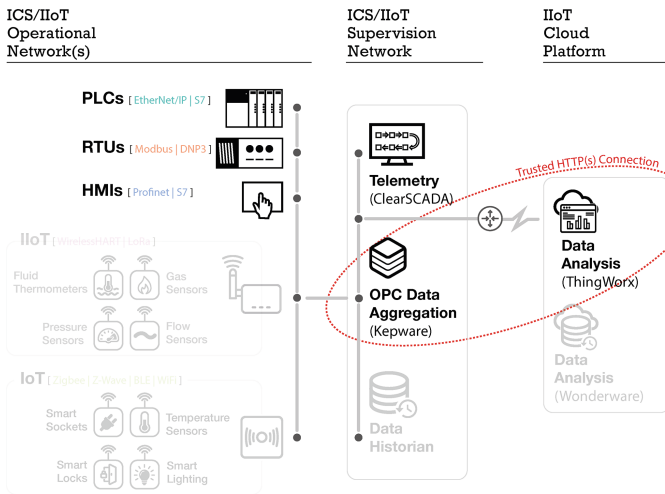 ICS/IIoT
Operational
Network(s)
ICS/IIoT
Supervision
Network
IIoT
Cloud
Platform
PLCs [ EtherNet/IP | S7 ]
RTUs [ Modbus | DNP3 ]
HMIs [ Profinet | S7 ]
Telemetry
(ClearSCADA)
Trusted HTTP(s) Connection
IIoT [ WirelessHART | LoRa ]
Fluid
Thermometers
Gas
Sensors
Pressure
Sensors
Flow
Sensors
OPC Data
Aggregation
(Kepware)
Data
Analysis
(ThingWorx)
Data
Analysis
(Wonderware)
IoT [ Zigbee | Z-Wave | BLE | WiFi ]
Smart
Sockets
Temperature
Sensors
Smart
Locks
Smart
Lighting
Data
Historian